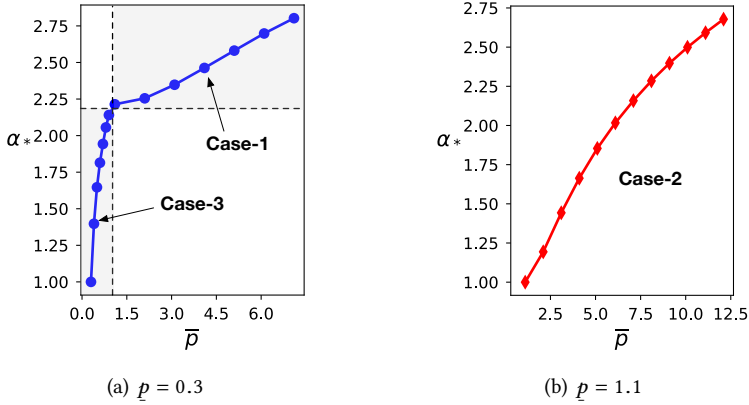 2.75
2.50
2.25
2.00
1.75
1.50
1.25
1.00
α*
0.0 1.5 3.0 4.5 6.0
p̅
Case-1
Case-3
(a) p̲ = 0.3
2.75
2.50
2.25
2.00
1.75
1.50
1.25
1.00
α*
2.5 5.0 7.5 10.0 12.5
p̅
Case-2
(b) p̲ = 1.1